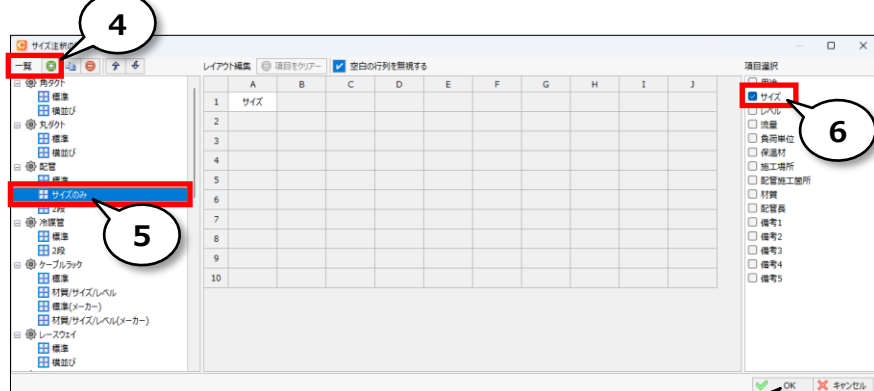 4
サイズ注釈の
一覧
レイアウト編集 項目をクリアー 空白の行列を無視する
項目選択
角ダクト
標準
横並び
丸ダクト
標準
横並び
配管
標準
サイズのみ
2段
冷媒管
標準
2段
ケーブルラック
標準
材質/サイズ/レベル
標準(メーカー)
材質/サイズ/レベル(メーカー)
レースウェイ
標準
横並び
5
A B C D E F G H I J
1 サイズ
2
3
4
5
6
7
8
9
10
用途
サイズ
レベル
流量
負荷単位
保温材
施工場所
配管施工箇所
材質
配管長
備考1
備考2
備考3
備考4
備考5
6
OK キャンセル